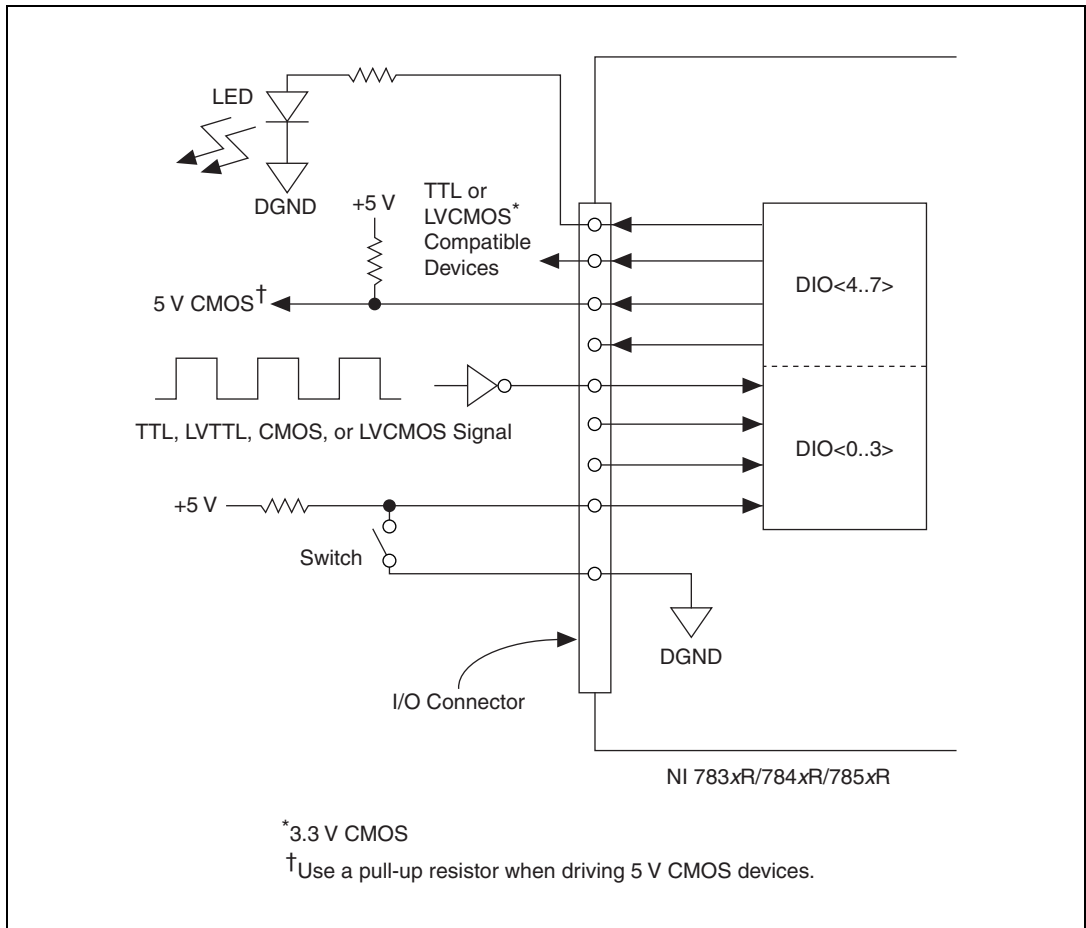 LED
DGND
+5 V
TTL or
LVCMOS*
Compatible
Devices
DIO<4..7>
5 V CMOS†
TTL, LVTTL, CMOS, or LVCMOS Signal
DIO<0..3>
+5 V
Switch
DGND
I/O Connector
NI 783xR/784xR/785xR
*3.3 V CMOS
†Use a pull-up resistor when driving 5 V CMOS devices.